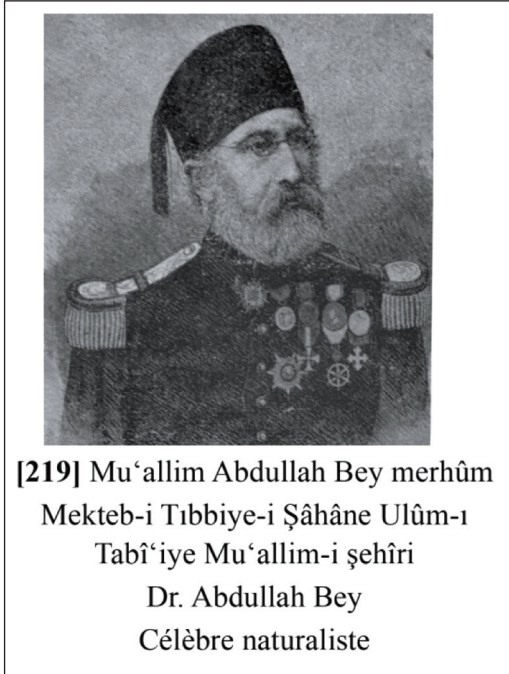 [219] Mu‘allim Abdullah Bey merhûm
Mekteb-i Tıbbiye-i Şâhâne Ulûm-ı
Tabî‘iye Mu‘allim-i şehîri
Dr. Abdullah Bey
Célèbre naturaliste